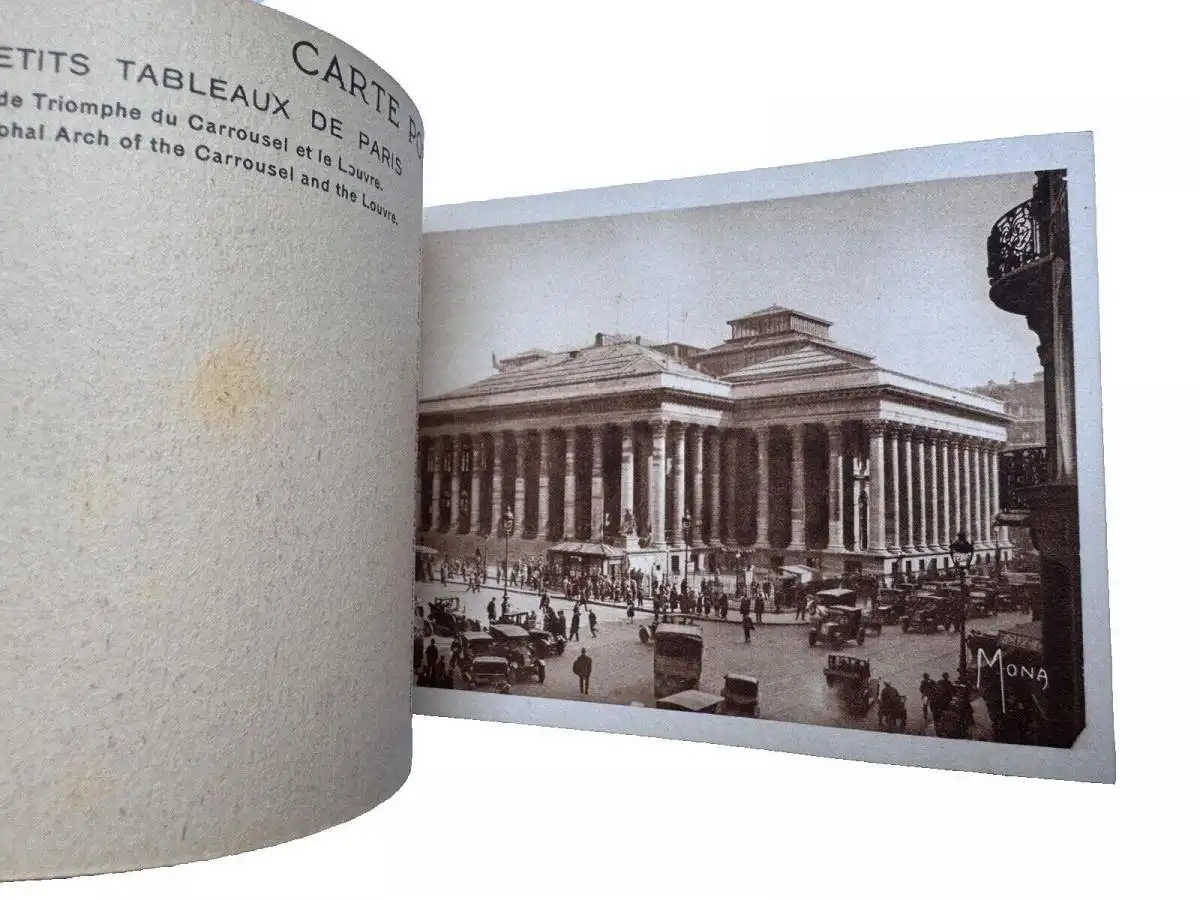 CARTE PO
ETITS TABLEAUX DE PARIS
de Triomphe du Carrousel et le Louvre.
phal Arch of the Carrousel and the Louvre.
MONA